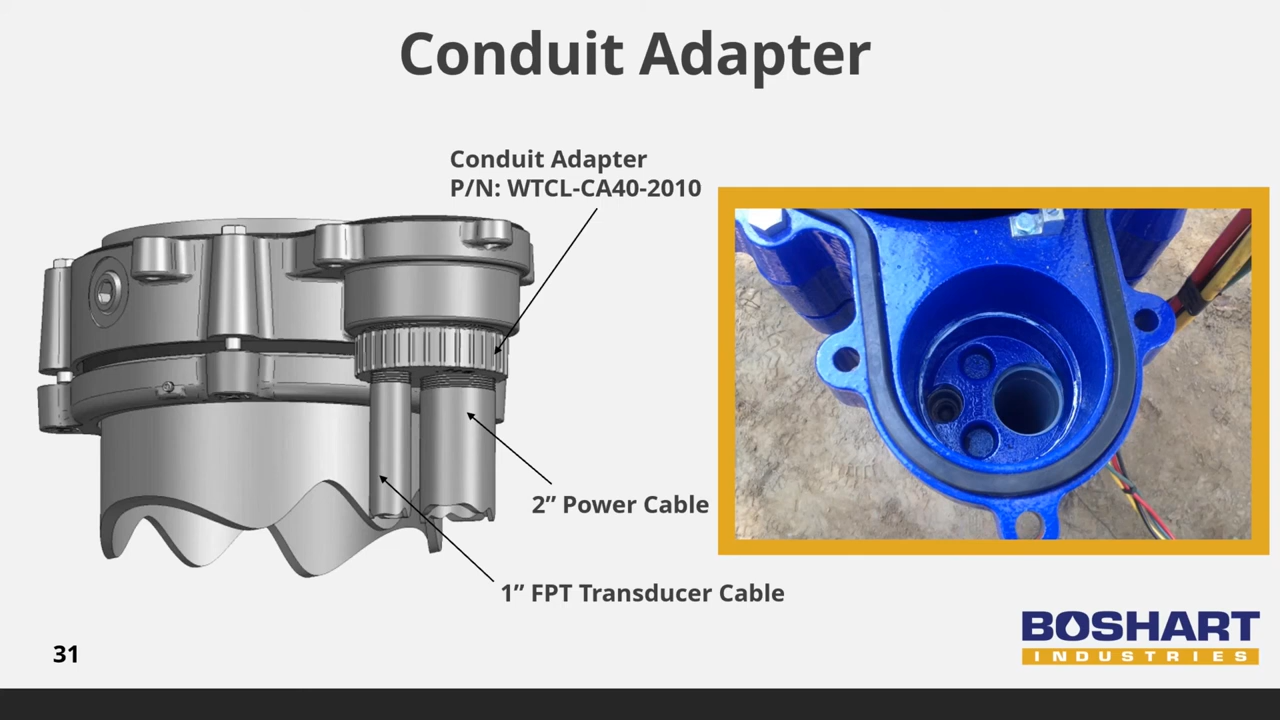 Conduit Adapter
Conduit Adapter
P/N: WTCL-CA40-2010
2” Power Cable
1” FPT Transducer Cable
31
BOSHART
INDUSTRIES